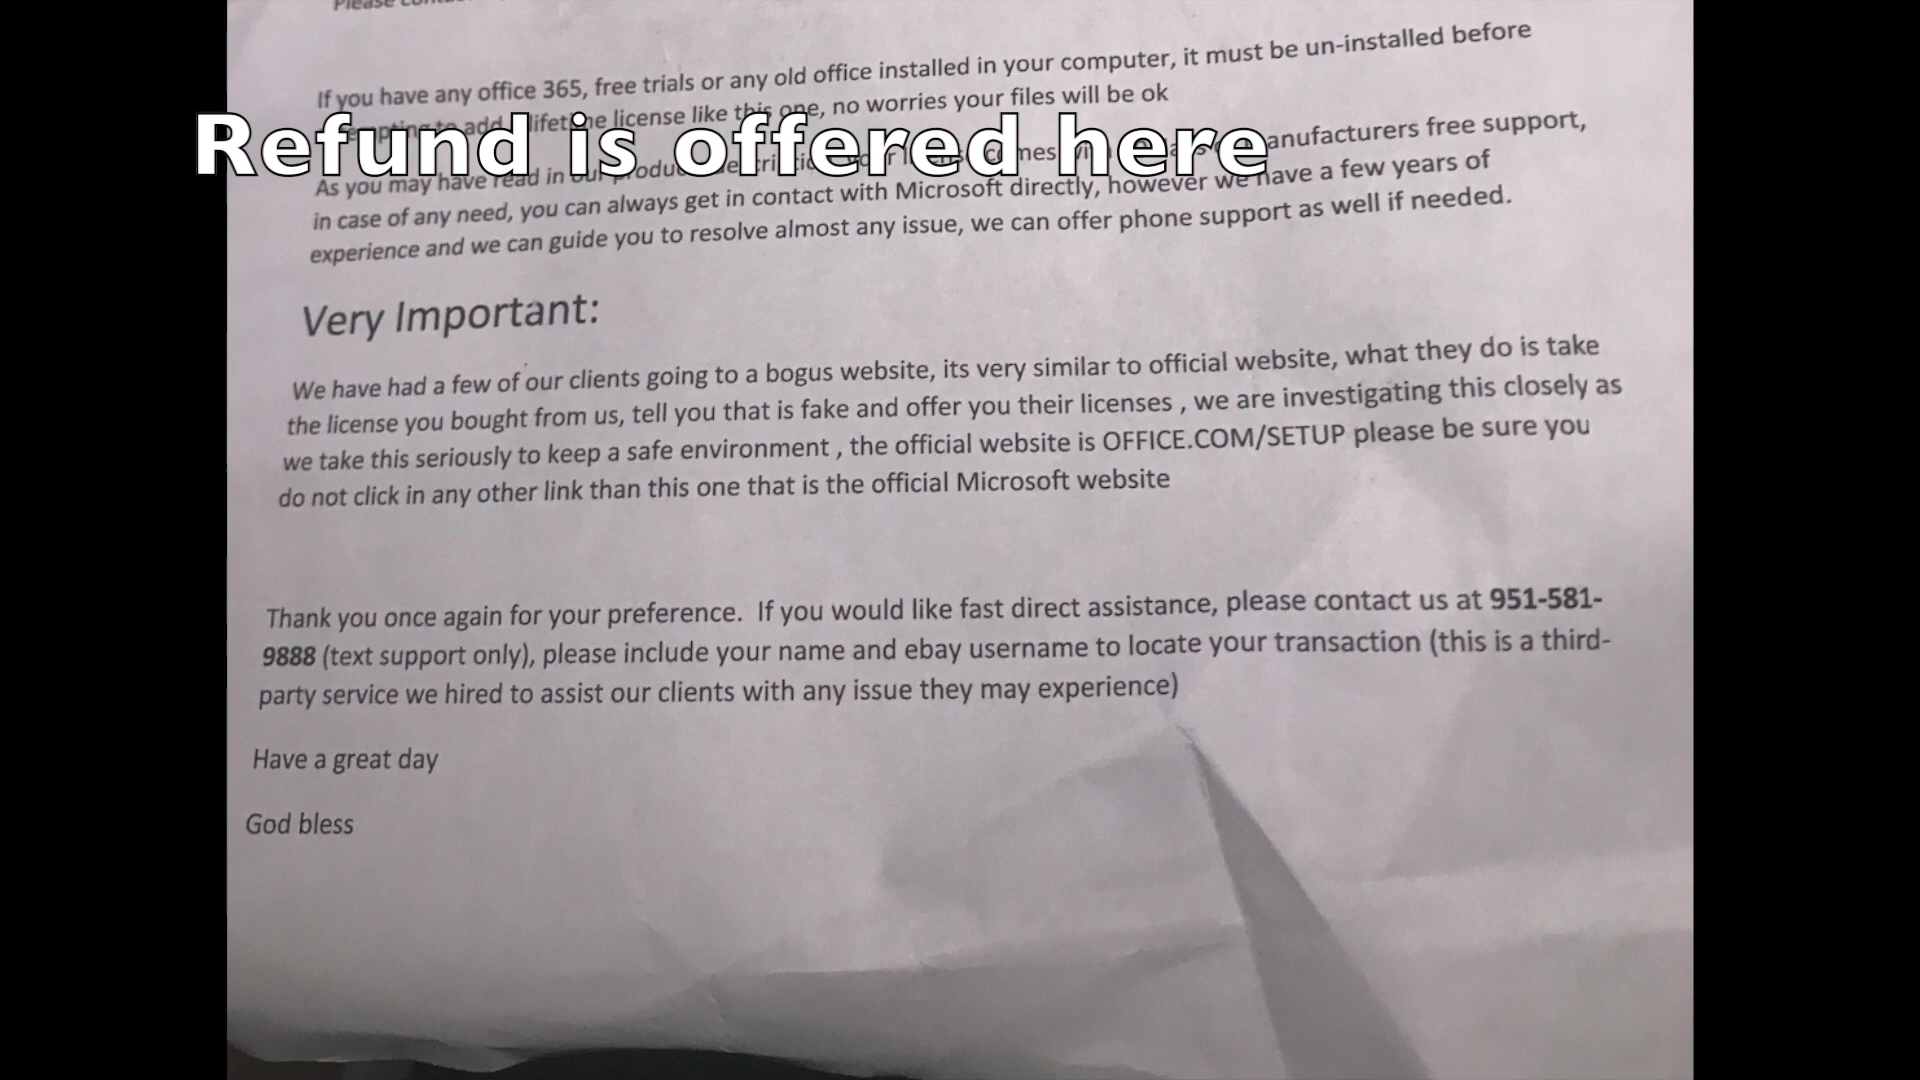 Please
If you have any office 365, free trials or any old office installed in your computer, it must be un-installed before
add lifetime license like this one, no worries your files will be ok
Refund is offered here
As you may have read in our product comes manufacturers free support,
in case of any need, you can always get in contact with Microsoft directly, however we have a few years of
experience and we can guide you to resolve almost any issue, we can offer phone support as well if needed.
Very Important:
We have had a few of our clients going to a bogus website, its very similar to official website, what they do is take
the license you bought from us, tell you that is fake and offer you their licenses , we are investigating this closely as
we take this seriously to keep a safe environment , the official website is OFFICE.COM/SETUP please be sure you
do not click in any other link than this one that is the official Microsoft website
Thank you once again for your preference. If you would like fast direct assistance, please contact us at 951-581-
9888 (text support only), please include your name and ebay username to locate your transaction (this is a third-
party service we hired to assist our clients with any issue they may experience)
Have a great day
God bless